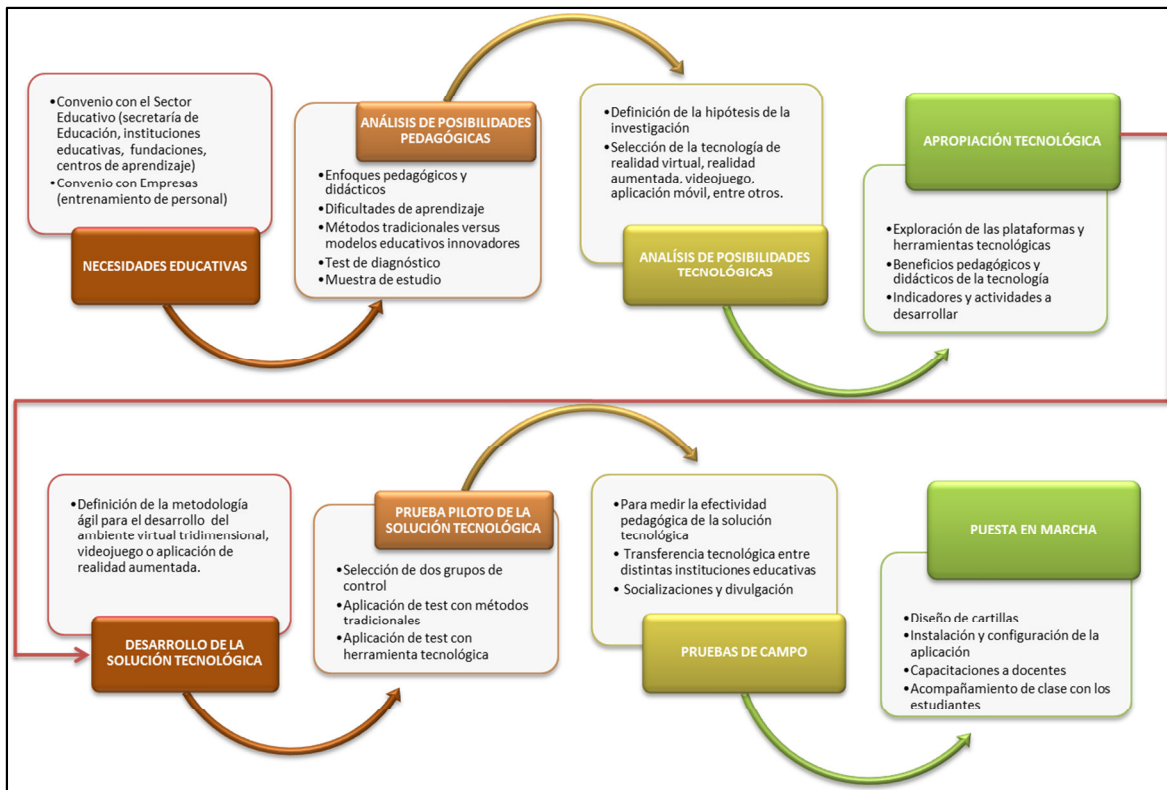 •Convenio con el Sector
Educativo (secretaría de
Educación, instituciones
educativas, fundaciones,
centros de aprendizaje)
•Convenio con Empresas
(entrenamiento de personal)
NECESIDADES EDUCATIVAS
ANÁLISIS DE POSIBILIDADES
PEDAGÓGICAS
•Enfoques pedagógicos y
didácticos
•Dificultades de aprendizaje
•Métodos tradicionales versus
modelos educativos innovadores
•Test de diagnóstico
•Muestra de estudio
•Definición de la hipótesis de la
investigación
•Selección de la tecnología de
realidad virtual, realidad
aumentada, videojuego,
aplicación móvil, entre otros.
ANALÍSIS DE POSIBILIDADES
TECNOLÓGICAS
APROPIACIÓN TECNOLÓGICA
•Exploración de las plataformas y
herramientas tecnológicas
•Beneficios pedagógicos y
didácticos de la tecnología
•Indicadores y actividades a
desarrollar
•Definición de la metodología
ágil para el desarrollo del
ambiente virtual tridimensional,
videojuego o aplicación de
realidad aumentada.
DESARROLLO DE LA
SOLUCIÓN TECNOLÓGICA
PRUEBA PILOTO DE LA
SOLUCIÓN TECNOLÓGICA
•Selección de dos grupos de
control
•Aplicación de test con métodos
tradicionales
•Aplicación de test con
herramienta tecnológica
•Para medir la efectividad
pedagógica de la solución
tecnológica
• Transferencia tecnológica entre
distintas instituciones educativas
• Socializaciones y divulgación
PRUEBAS DE CAMPO
PUESTA EN MARCHA
•Diseño de cartillas
•Instalación y configuración de la
aplicación
•Capacitaciones a docentes
•Acompañamiento de clase con los
estudiantes